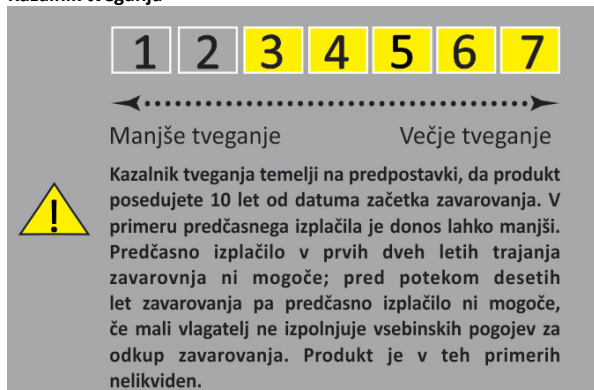 Kazalnik tveganja
1 2 3 4 5 6 7
Manjše tveganje Večje tveganje
Kazalnik tveganja temelji na predpostavki, da produkt
posedujete 10 let od datuma začetka zavarovanja. V
primeru predčasnega izplačila je donos lahko manjši.
Predčasno izplačilo v prvih dveh letih trajanja
zavarovnja ni mogoče; pred potekom desetih
let zavarovanja pa predčasno izplačilo ni mogoče,
če mali vlagatelj ne izpolnjuje vsebinskih pogojev za
odkup zavarovanja. Produkt je v teh primerih
nelikviden.
!